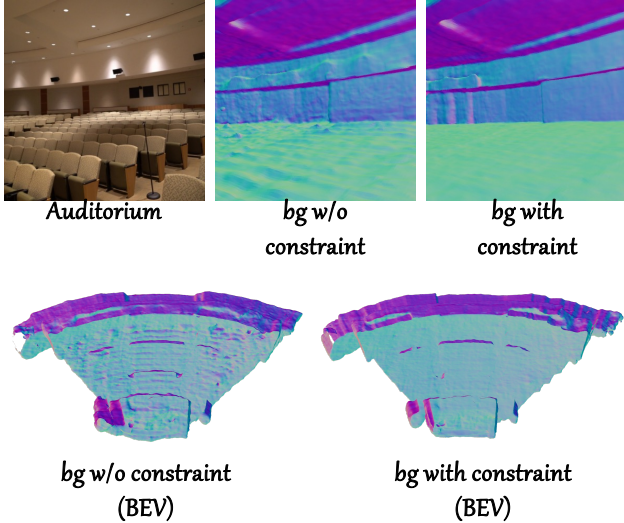 Auditorium
bg w/o
constraint
bg with
constraint
bg w/o constraint
(BEV)
bg with constraint
(BEV)